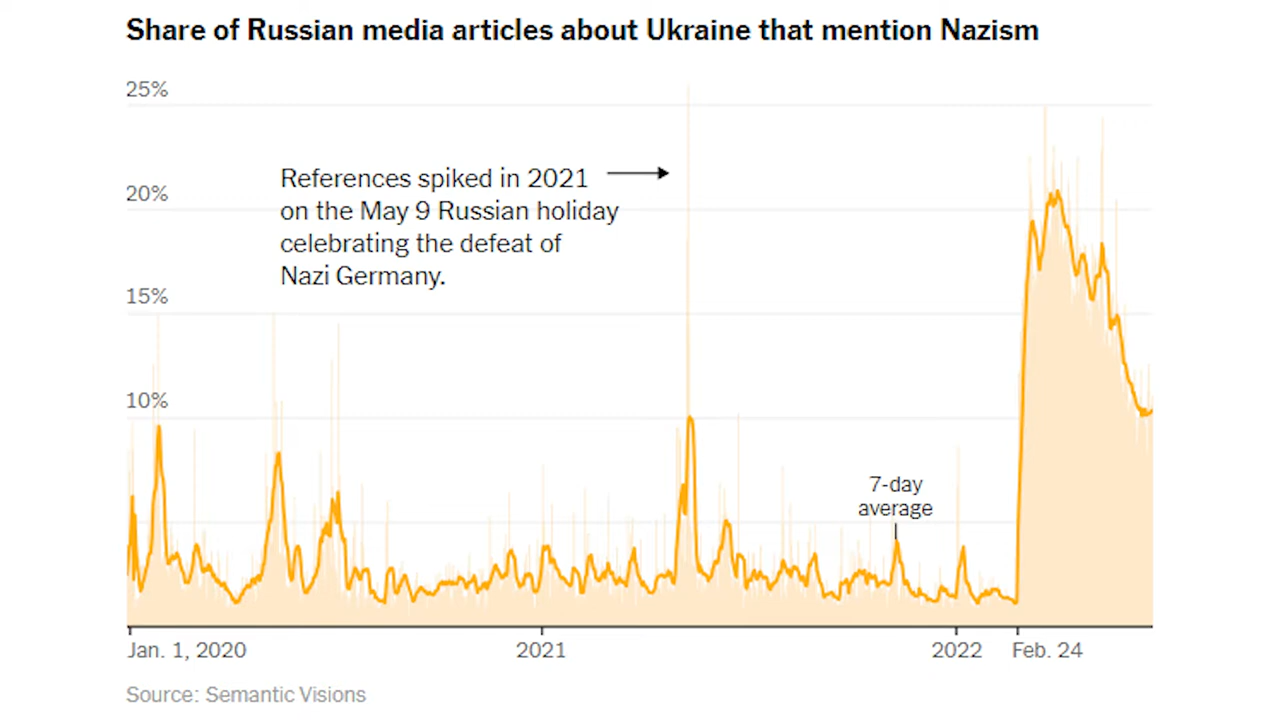 Share of Russian media articles about Ukraine that mention Nazism
25%
References spiked in 2021
20%
on the May 9 Russian holiday
celebrating the defeat of
Nazi Germany.
15%
10%
7-day
average
Jan. 1, 2020
2021
2022
Feb. 24
Source: Semantic Visions